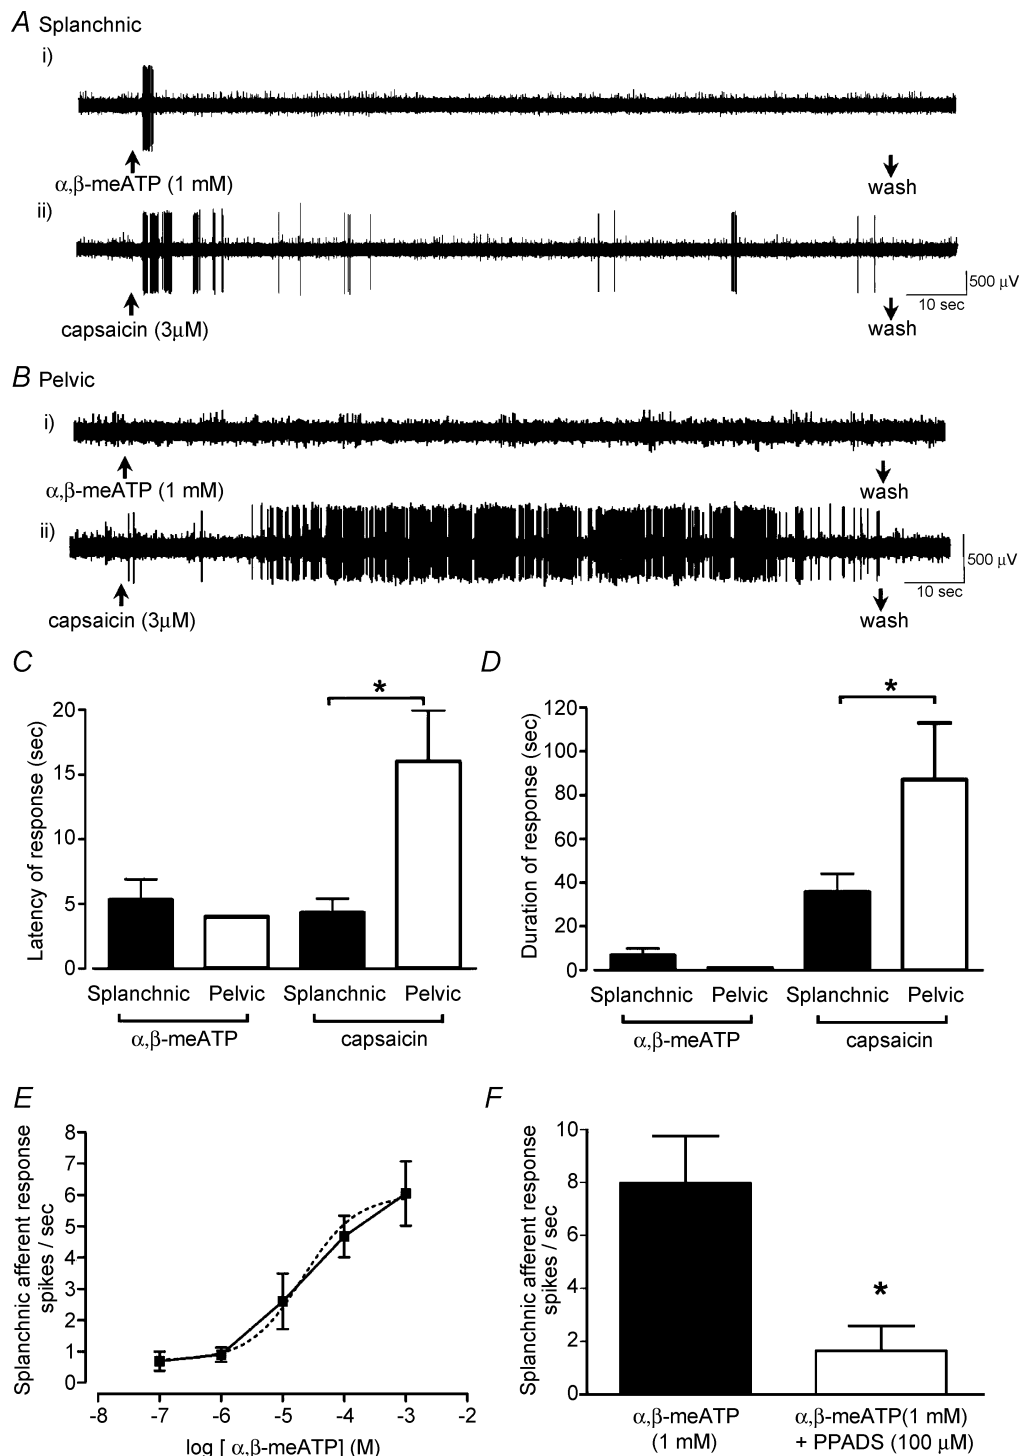 A Splanchnic
i)
α,β-meATP (1 mM)
wash
ii)
500 µV
10 sec
capsaicin (3µM)
wash
B Pelvic
i)
α,β-meATP (1 mM)
wash
ii)
500 µV
10 sec
capsaicin (3µM)
wash
C
*
Latency of response (sec)
20
15
10
5
0
Splanchnic Pelvic Splanchnic Pelvic
α,β-meATP capsaicin
D
*
Duration of response (sec)
120
100
80
60
40
20
0
Splanchnic Pelvic Splanchnic Pelvic
α,β-meATP capsaicin
E
Splanchnic afferent response
spikes / sec
8
7
6
5
4
3
2
1
0
-8 -7 -6 -5 -4 -3 -2
log [ α,β-meATP] (M)
F
Splanchnic afferent response
spikes / sec
10
8
6
4
2
0
*
α,β-meATP
(1 mM)
α,β-meATP(1 mM)
+ PPADS (100 µM)